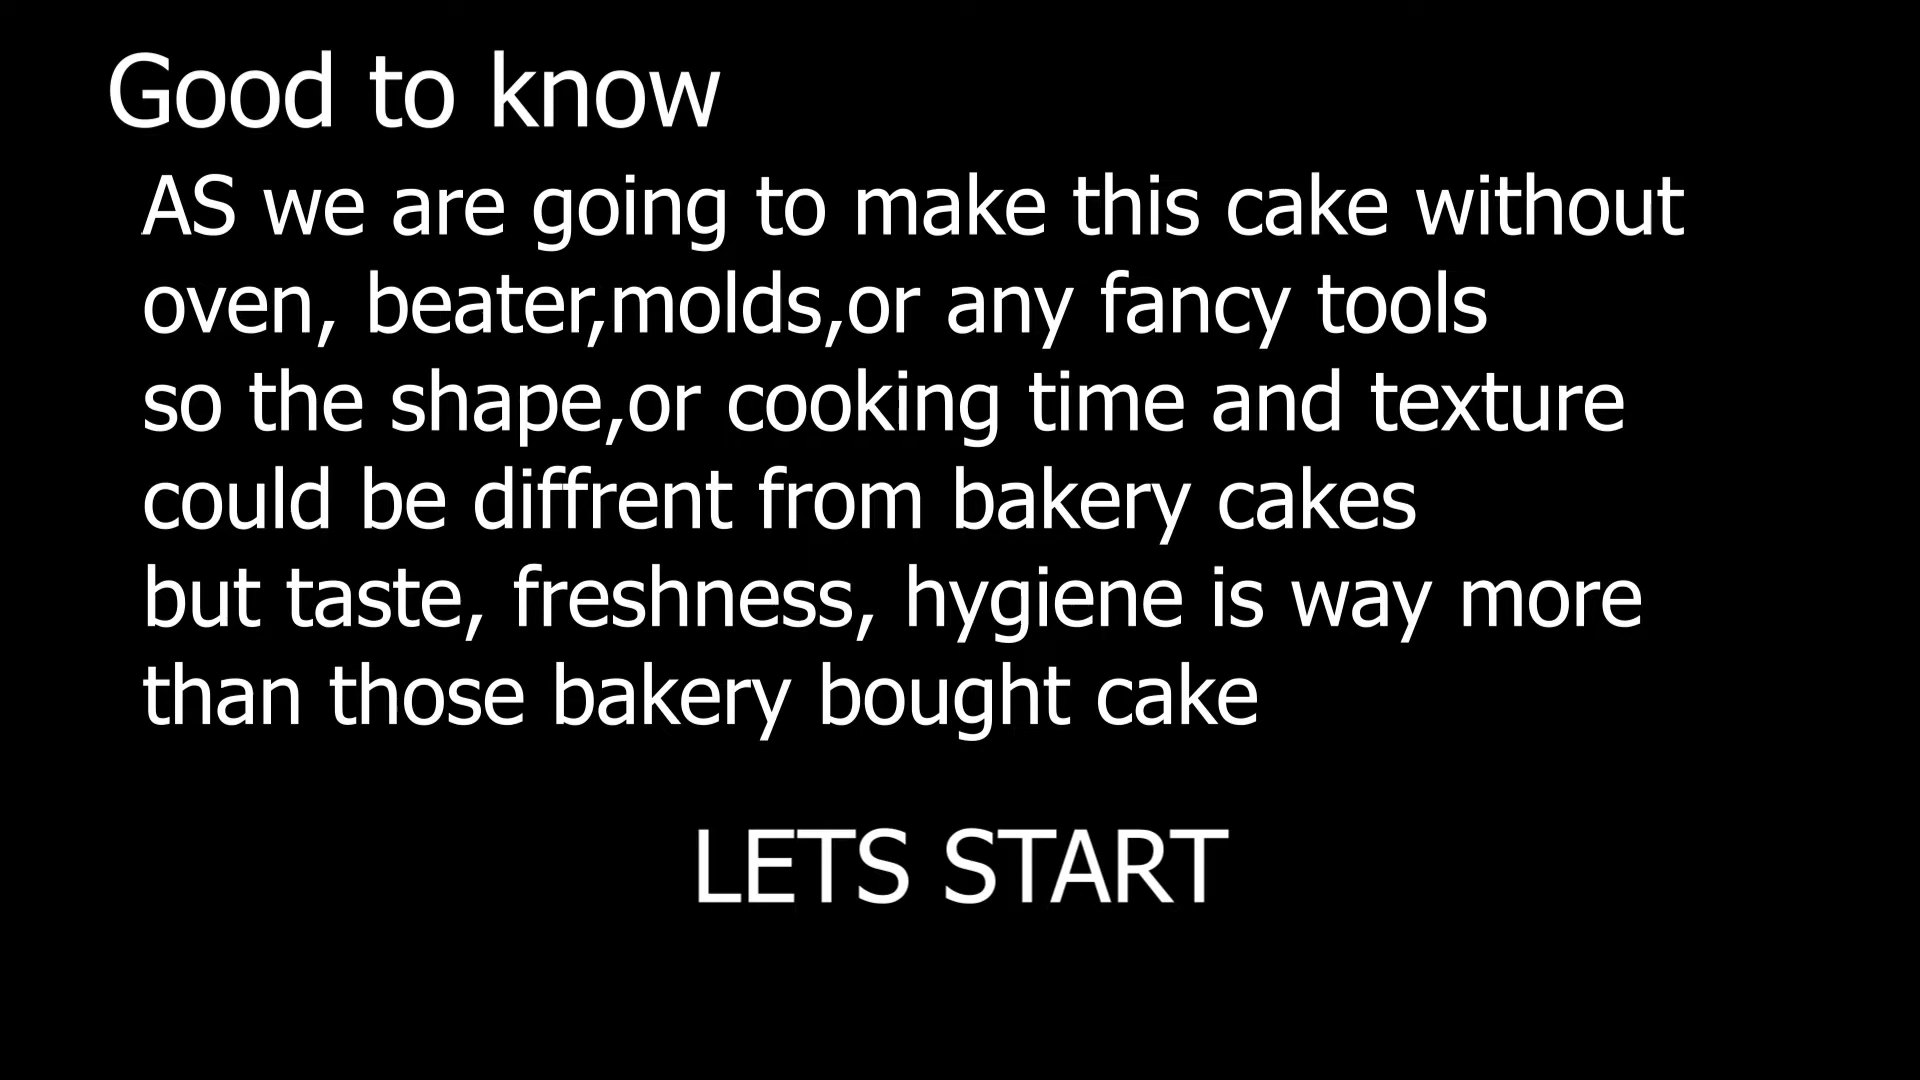 Good to know
AS we are going to make this cake without
oven, beater,molds,or any fancy tools
so the shape,or cooking time and texture
could be diffrent from bakery cakes
but taste, freshness, hygiene is way more
than those bakery bought cake
LETS START